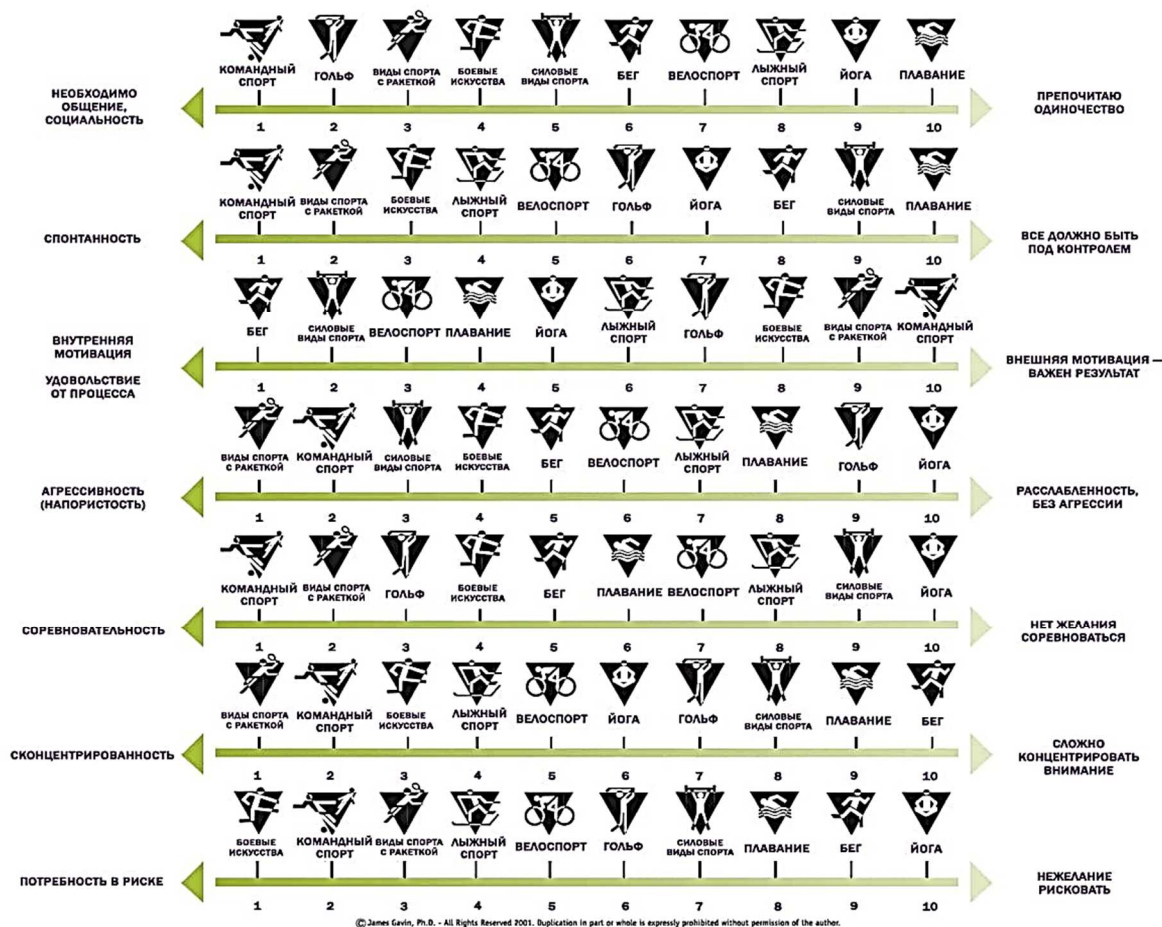 КОМАНДНЫЙ СПОРТ
ГОЛЬФ
ВИДЫ СПОРТА С РАКЕТКОЙ
БОЕВЫЕ ИСКУССТВА
СИЛОВЫЕ ВИДЫ СПОРТА
БЕГ
ВЕЛОСПОРТ
ЛЫЖНЫЙ СПОРТ
ЙОГА
ПЛАВАНИЕ
НЕОБХОДИМО
ОБЩЕНИЕ,
СОЦИАЛЬНОСТЬ
ПРЕПОЧИТАЮ
ОДИНОЧЕСТВО
1 2 3 4 5 6 7 8 9 10
КОМАНДНЫЙ СПОРТ
ВИДЫ СПОРТА С РАКЕТКОЙ
БОЕВЫЕ ИСКУССТВА
ЛЫЖНЫЙ СПОРТ
ВЕЛОСПОРТ
ГОЛЬФ
ЙОГА
БЕГ
СИЛОВЫЕ ВИДЫ СПОРТА
ПЛАВАНИЕ
СПОНТАННОСТЬ
ВСЕ ДОЛЖНО БЫТЬ
ПОД КОНТРОЛЕМ
1 2 3 4 5 6 7 8 9 10
БЕГ
СИЛОВЫЕ ВИДЫ СПОРТА
ВЕЛОСПОРТ
ПЛАВАНИЕ
ЙОГА
ЛЫЖНЫЙ СПОРТ
ГОЛЬФ
БОЕВЫЕ ИСКУССТВА
ВИДЫ СПОРТА С РАКЕТКОЙ
КОМАНДНЫЙ СПОРТ
ВНУТРЕННЯЯ
МОТИВАЦИЯ
УДОВОЛЬСТВИЕ
ОТ ПРОЦЕССА
ВНЕШНЯЯ МОТИВАЦИЯ —
ВАЖЕН РЕЗУЛЬТАТ
1 2 3 4 5 6 7 8 9 10
ВИДЫ СПОРТА С РАКЕТКОЙ
КОМАНДНЫЙ СПОРТ
СИЛОВЫЕ ВИДЫ СПОРТА
БОЕВЫЕ ИСКУССТВА
БЕГ
ВЕЛОСПОРТ
ЛЫЖНЫЙ СПОРТ
ПЛАВАНИЕ
ГОЛЬФ
ЙОГА
АГРЕССИВНОСТЬ
(НАПОРИСТОСТЬ)
РАССЛАБЛЕННОСТЬ,
БЕЗ АГРЕССИИ
1 2 3 4 5 6 7 8 9 10
КОМАНДНЫЙ СПОРТ
ВИДЫ СПОРТА С РАКЕТКОЙ
ГОЛЬФ
БОЕВЫЕ ИСКУССТВА
БЕГ
ПЛАВАНИЕ
ВЕЛОСПОРТ
ЛЫЖНЫЙ СПОРТ
СИЛОВЫЕ ВИДЫ СПОРТА
ЙОГА
СОРЕВНОВАТЕЛЬНОСТЬ
НЕТ ЖЕЛАНИЯ
СОРЕВНОВАТЬСЯ
1 2 3 4 5 6 7 8 9 10
ВИДЫ СПОРТА С РАКЕТКОЙ
КОМАНДНЫЙ СПОРТ
БОЕВЫЕ ИСКУССТВА
ЛЫЖНЫЙ СПОРТ
ВЕЛОСПОРТ
ЙОГА
ГОЛЬФ
СИЛОВЫЕ ВИДЫ СПОРТА
ПЛАВАНИЕ
БЕГ
СКОНЦЕНТРИРОВАННОСТЬ
СЛОЖНО
КОНЦЕНТРИРОВАТЬ
ВНИМАНИЕ
1 2 3 4 5 6 7 8 9 10
БОЕВЫЕ ИСКУССТВА
КОМАНДНЫЙ СПОРТ
ВИДЫ СПОРТА С РАКЕТКОЙ
ЛЫЖНЫЙ СПОРТ
ВЕЛОСПОРТ
ГОЛЬФ
СИЛОВЫЕ ВИДЫ СПОРТА
ПЛАВАНИЕ
БЕГ
ЙОГА
ПОТРЕБНОСТЬ В РИСКЕ
НЕЖЕЛАНИЕ
РИСКОВАТЬ
1 2 3 4 5 6 7 8 9 10
© James Gavin, Ph.D. - All Rights Reserved 2001. Duplication in part or whole is expressly prohibited without permission of the author.